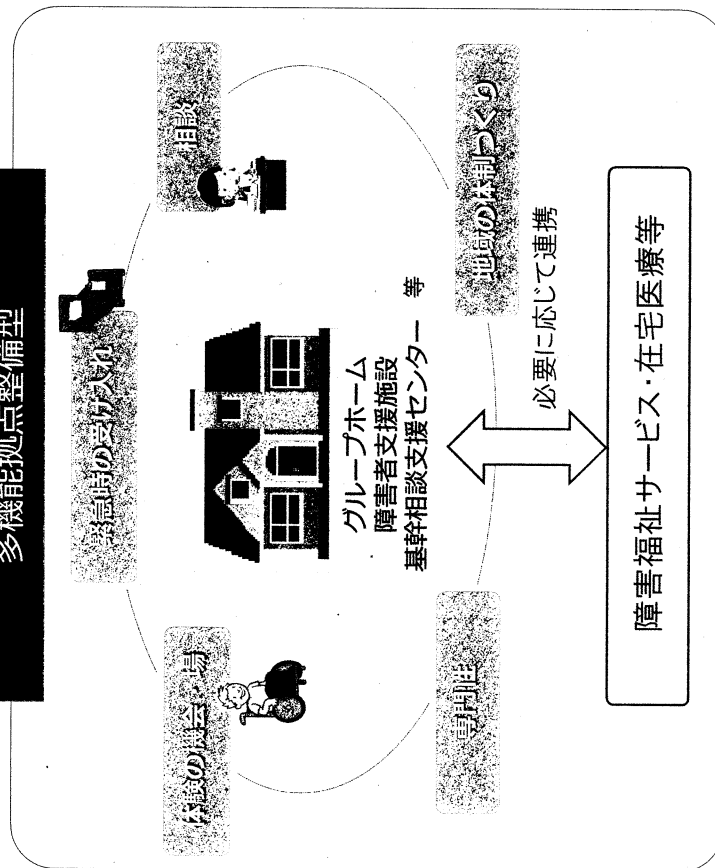 多機能拠点整備型
緊急時の受け入れ
体験の機会・場
相談
グループホーム
障害者支援施設
基幹相談支援センター 等
専門性
地域の体制づくり
必要に応じて連携
障害福祉サービス・在宅医療等